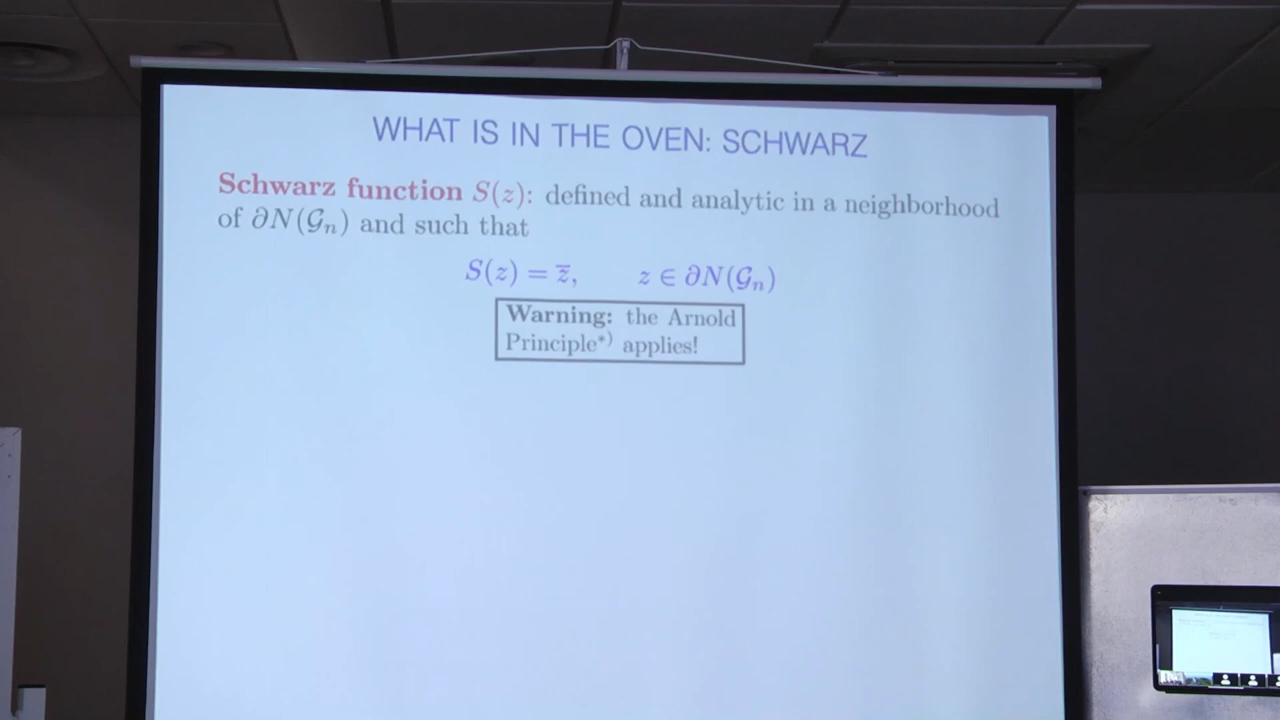 WHAT IS IN THE OVEN: SCHWARZ
Schwarz function S(z): defined and analytic in a neighborhood
of ∂N(𝒢ₙ) and such that
S(z) = z̅,    z ∈ ∂N(𝒢ₙ)
Warning: the Arnold
Principle*) applies!